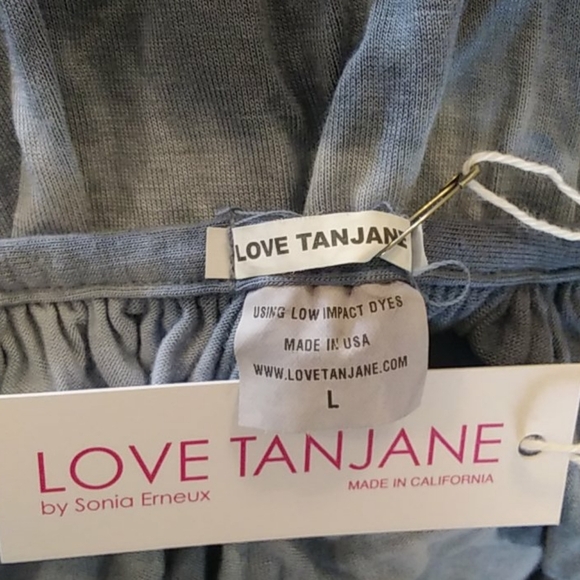 LOVE TANJANE
USING LOW IMPACT DYES
MADE IN USA
WWW.LOVETANJANE.COM
L
LOVE TANJANE
by Sonia Erneux
MADE IN CALIFORNIA